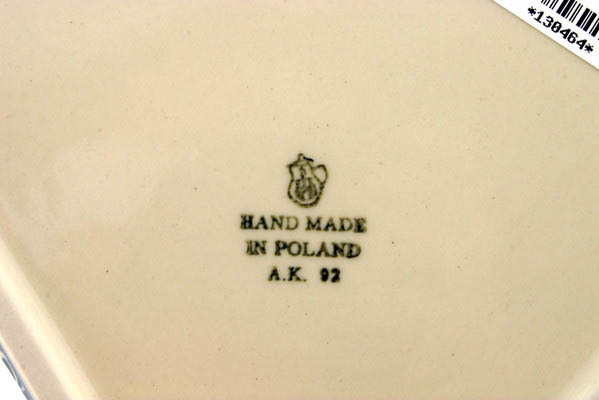 *130464*
HAND MADE
IN POLAND
A.K. 92